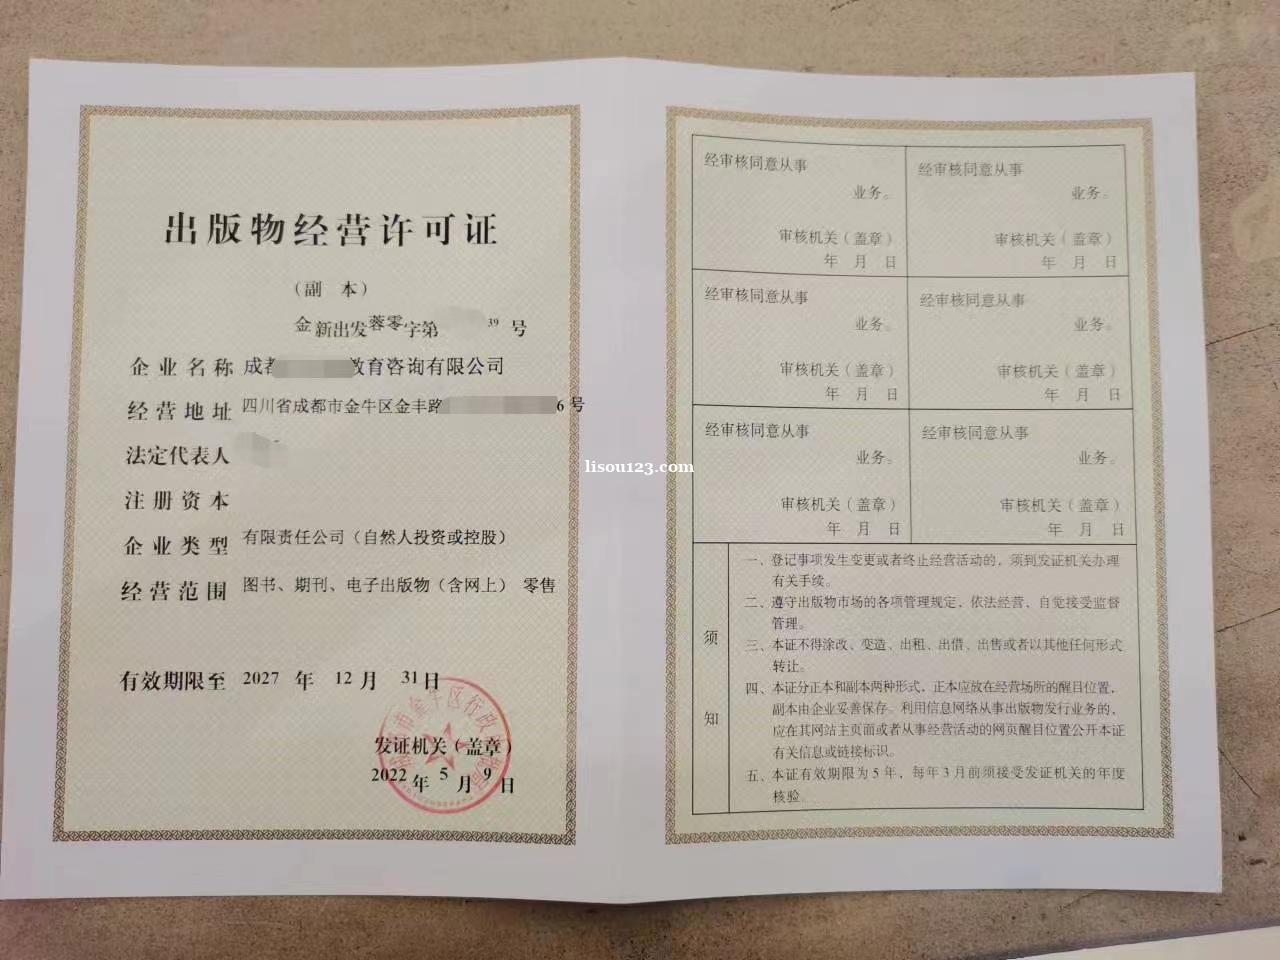 出版物经营许可证
（副 本）
金 新出发 蓉零 字第 39 号
企业名称 成都 教育咨询有限公司
经营地址 四川省成都市金牛区金丰路 6 号
法定代表人
注册资本
企业类型 有限责任公司（自然人投资或控股）
经营范围 图书、期刊、电子出版物（含网上） 零售
有效期限至 2027 年 12 月 31 日
发证机关（盖章）
2022 年 5 月 9 日
市金牛区行政
经审核同意从事
业务。
审核机关（盖章）
年 月 日
经审核同意从事
业务。
审核机关（盖章）
年 月 日
经审核同意从事
业务。
审核机关（盖章）
年 月 日
经审核同意从事
业务。
审核机关（盖章）
年 月 日
经审核同意从事
业务。
审核机关（盖章）
年 月 日
经审核同意从事
业务。
审核机关（盖章）
年 月 日
须知
一、登记事项发生变更或者终止经营活动的，须到发证机关办理
有关手续。
二、遵守出版物市场的各项管理规定，依法经营，自觉接受监督
管理。
三、本证不得涂改、变造、出租、出借、出售或者以其他任何形式
转让。
四、本证分正本和副本两种形式，正本应放在经营场所的醒目位置，
副本由企业妥善保存。利用信息网络从事出版物发行业务的，
应在其网站主页面或者从事经营活动的网页醒目位置公开本证
有关信息或链接标识。
五、本证有效期限为 5 年，每年 3 月前须接受发证机关的年度
核验。
lisou123.com